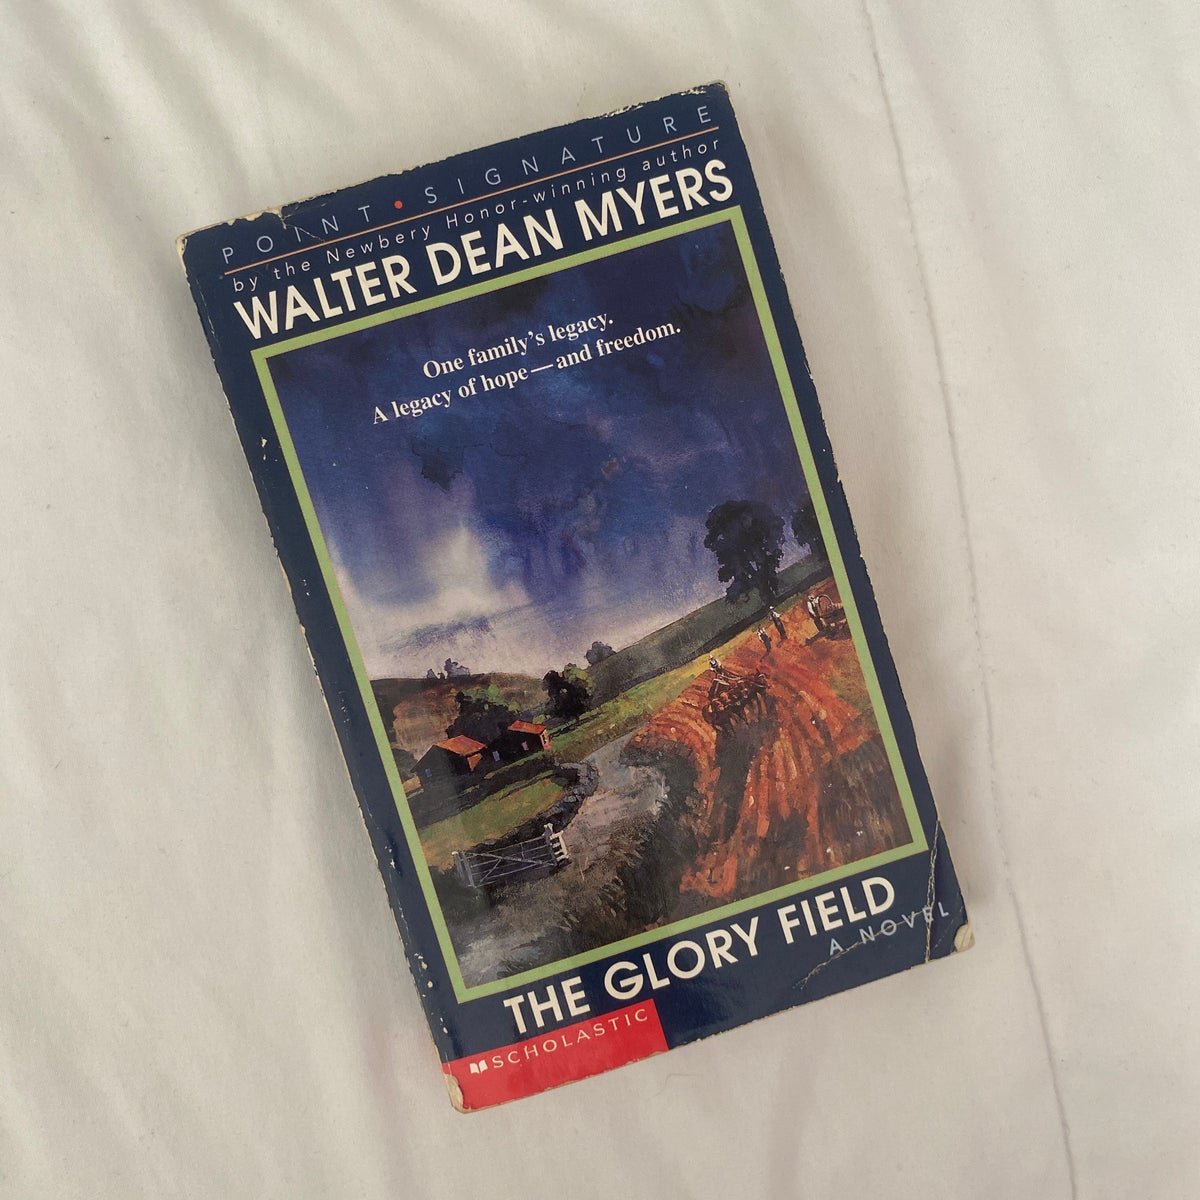 POINT • SIGNATURE
by the Newbery Honor-winning author
WALTER DEAN MYERS
One family's legacy.
A legacy of hope—and freedom.
THE GLORY FIELD
A NOVEL
SCHOLASTIC